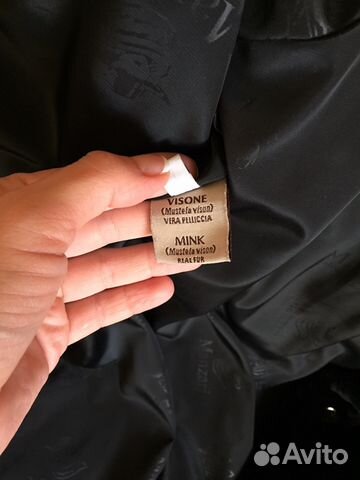 VISONE
(Mustela vison)
VERA PELLICCIA
MINK
(Mustela vison)
REAL FUR
Avito